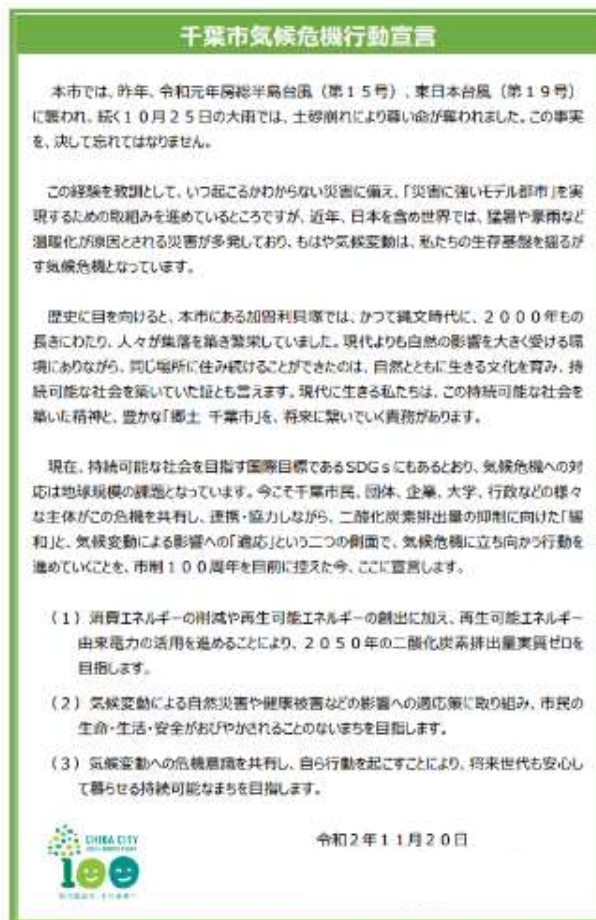 千葉市気候危機行動宣言
本市では、昨年、令和元年房総半島台風（第１５号）、東日本台風（第１９号）
に襲われ、続く１０月２５日の大雨では、土砂崩れにより尊い命が奪われました。この事実
を、決して忘れてはなりません。
この経験を教訓として、いつ起こるかわからない災害に備え、「災害に強いモデル都市」を実
現するための取組みを進めているところですが、近年、日本を含め世界では、猛暑や豪雨など
温暖化が原因とされる災害が多発しており、もはや気候変動は、私たちの生存基盤を揺るが
す気候危機となっています。
歴史に目を向けると、本市にある加曽利貝塚では、かつて縄文時代に、２０００年もの
長きにわたり、人々が集落を築き繁栄していました。現代よりも自然の影響を大きく受ける環
境にありながら、同じ場所に住み続けることができたのは、自然とともに生きる文化を育み、持
続可能な社会を築いていた証とも言えます。現代に生きる私たちは、この持続可能な社会を
築いた精神と、豊かな「郷土 千葉市」を、将来に繋いでいく責務があります。
現在、持続可能な社会を目指す国際目標であるSDGｓにもあるとおり、気候危機への対
応は地球規模の課題となっています。今こそ千葉市民、団体、企業、大学、行政などの様々
な主体がこの危機を共有し、連携・協力しながら、二酸化炭素排出量の抑制に向けた「緩
和」と、気候変動による影響への「適応」という二つの側面で、気候危機に立ち向かう行動を
進めていくことを、市制１００周年を目前に控えた今、ここに宣言します。
（１）消費エネルギーの削減や再生可能エネルギーの創出に加え、再生可能エネルギー
由来電力の活用を進めることにより、２０５０年の二酸化炭素排出量実質ゼロを
目指します。
（２）気候変動による自然災害や健康被害などの影響への適応策に取り組み、市民の
生命・生活・安全がおびやかされることのないまちを目指します。
（３）気候変動への危機意識を共有し、自ら行動を起こすことにより、将来世代も安心し
て暮らせる持続可能なまちを目指します。
令和２年１１月２０日
CHIBA CITY
100